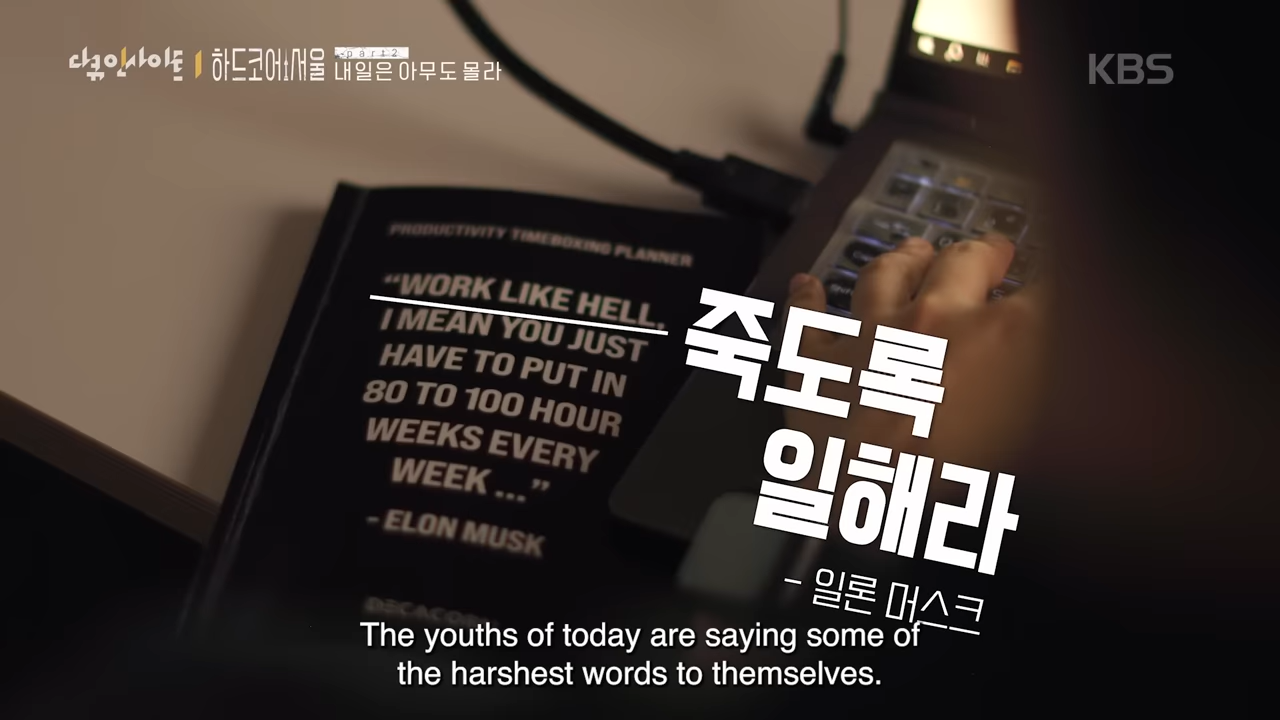 다큐인사이트
하드코어서울
part2
내일은 아무도 몰라
KBS
PRODUCTIVITY TIMEBOXING PLANNER
“WORK LIKE HELL.
I MEAN YOU JUST
HAVE TO PUT IN
80 TO 100 HOUR
WEEKS EVERY
WEEK ...”
- ELON MUSK
죽도록
일해라
- 일론 머스크
The youths of today are saying some of
the harshest words to themselves.